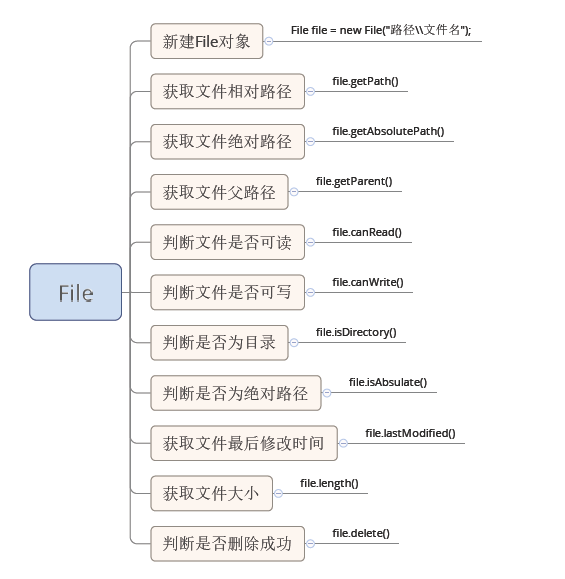 File
新建File对象
File file = new File("路径\\文件名");
获取文件相对路径
file.getPath()
获取文件绝对路径
file.getAbsolutePath()
获取文件父路径
file.getParent()
判断文件是否可读
file.canRead()
判断文件是否可写
file.canWrite()
判断是否为目录
file.isDirectory()
判断是否为绝对路径
file.isAbsulate()
获取文件最后修改时间
file.lastModified()
获取文件大小
file.length()
判断是否删除成功
file.delete()